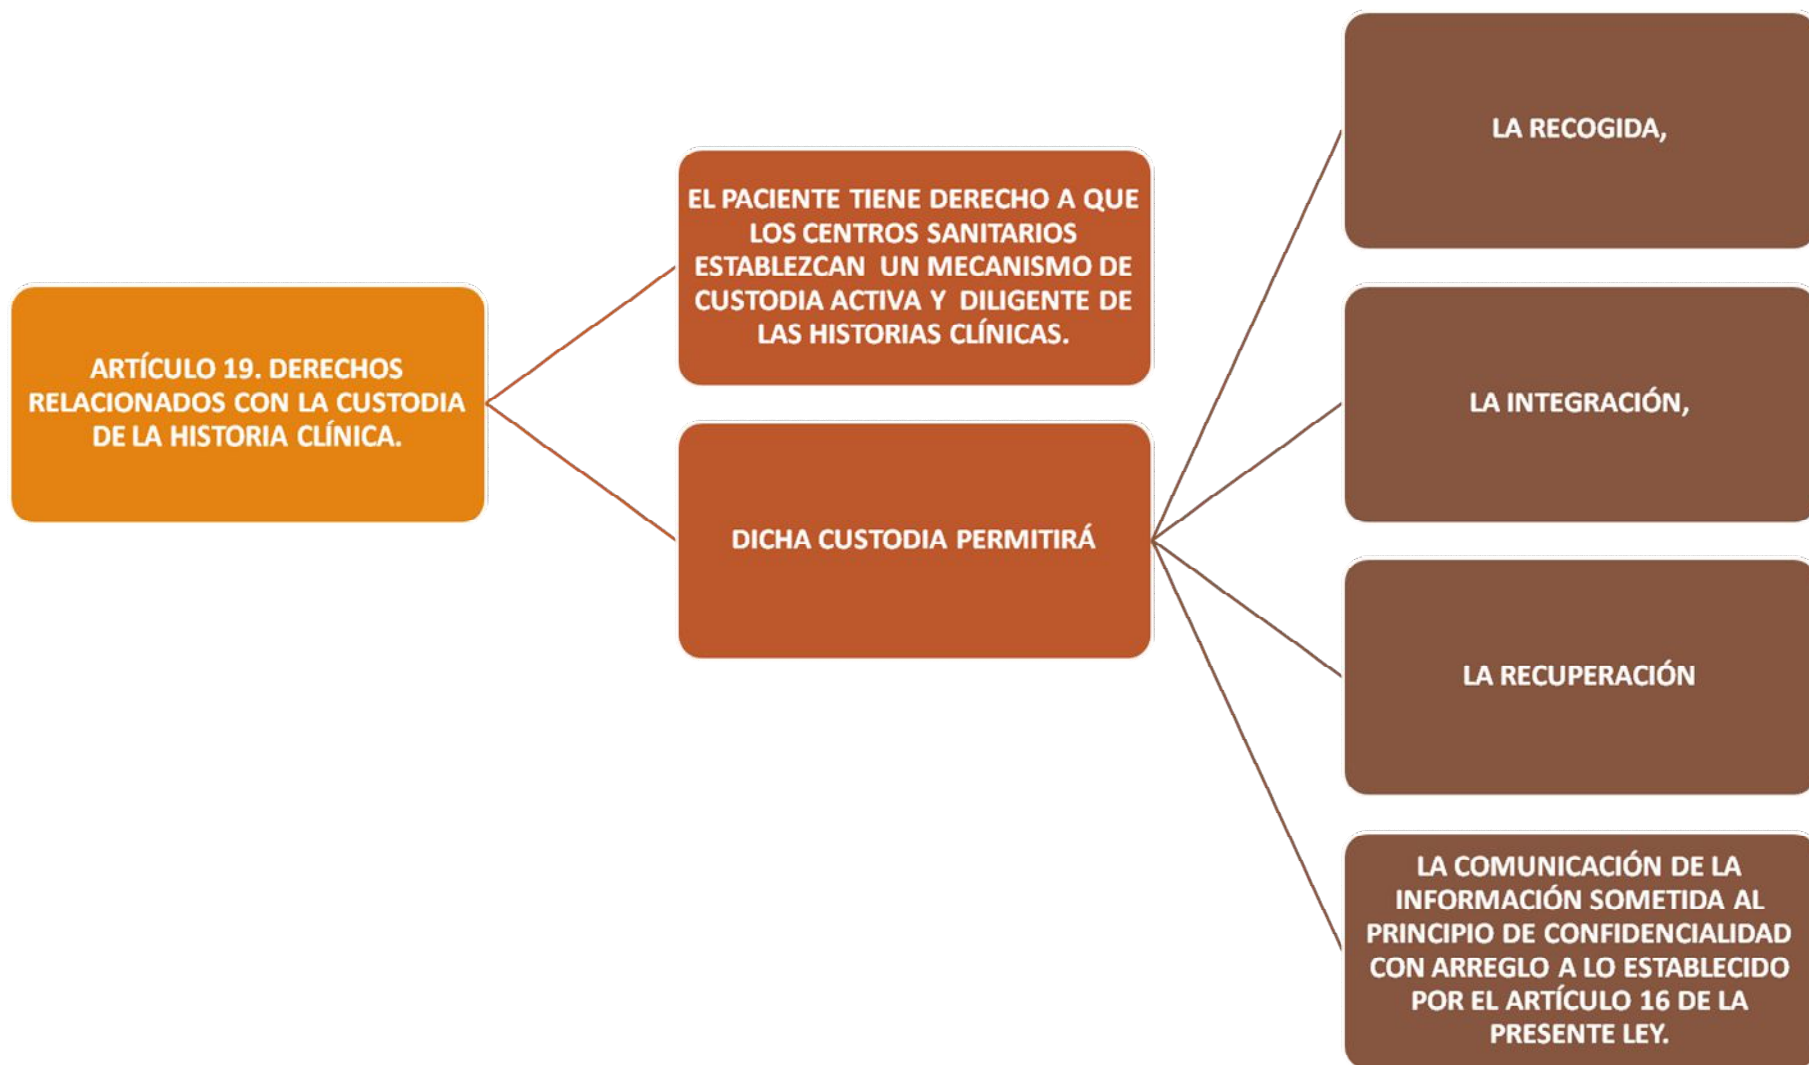 ARTÍCULO 19. DERECHOS
RELACIONADOS CON LA CUSTODIA
DE LA HISTORIA CLÍNICA.
EL PACIENTE TIENE DERECHO A QUE
LOS CENTROS SANITARIOS
ESTABLEZCAN UN MECANISMO DE
CUSTODIA ACTIVA Y DILIGENTE DE
LAS HISTORIAS CLÍNICAS.
DICHA CUSTODIA PERMITIRÁ
LA RECOGIDA,
LA INTEGRACIÓN,
LA RECUPERACIÓN
LA COMUNICACIÓN DE LA
INFORMACIÓN SOMETIDA AL
PRINCIPIO DE CONFIDENCIALIDAD
CON ARREGLO A LO ESTABLECIDO
POR EL ARTÍCULO 16 DE LA
PRESENTE LEY.